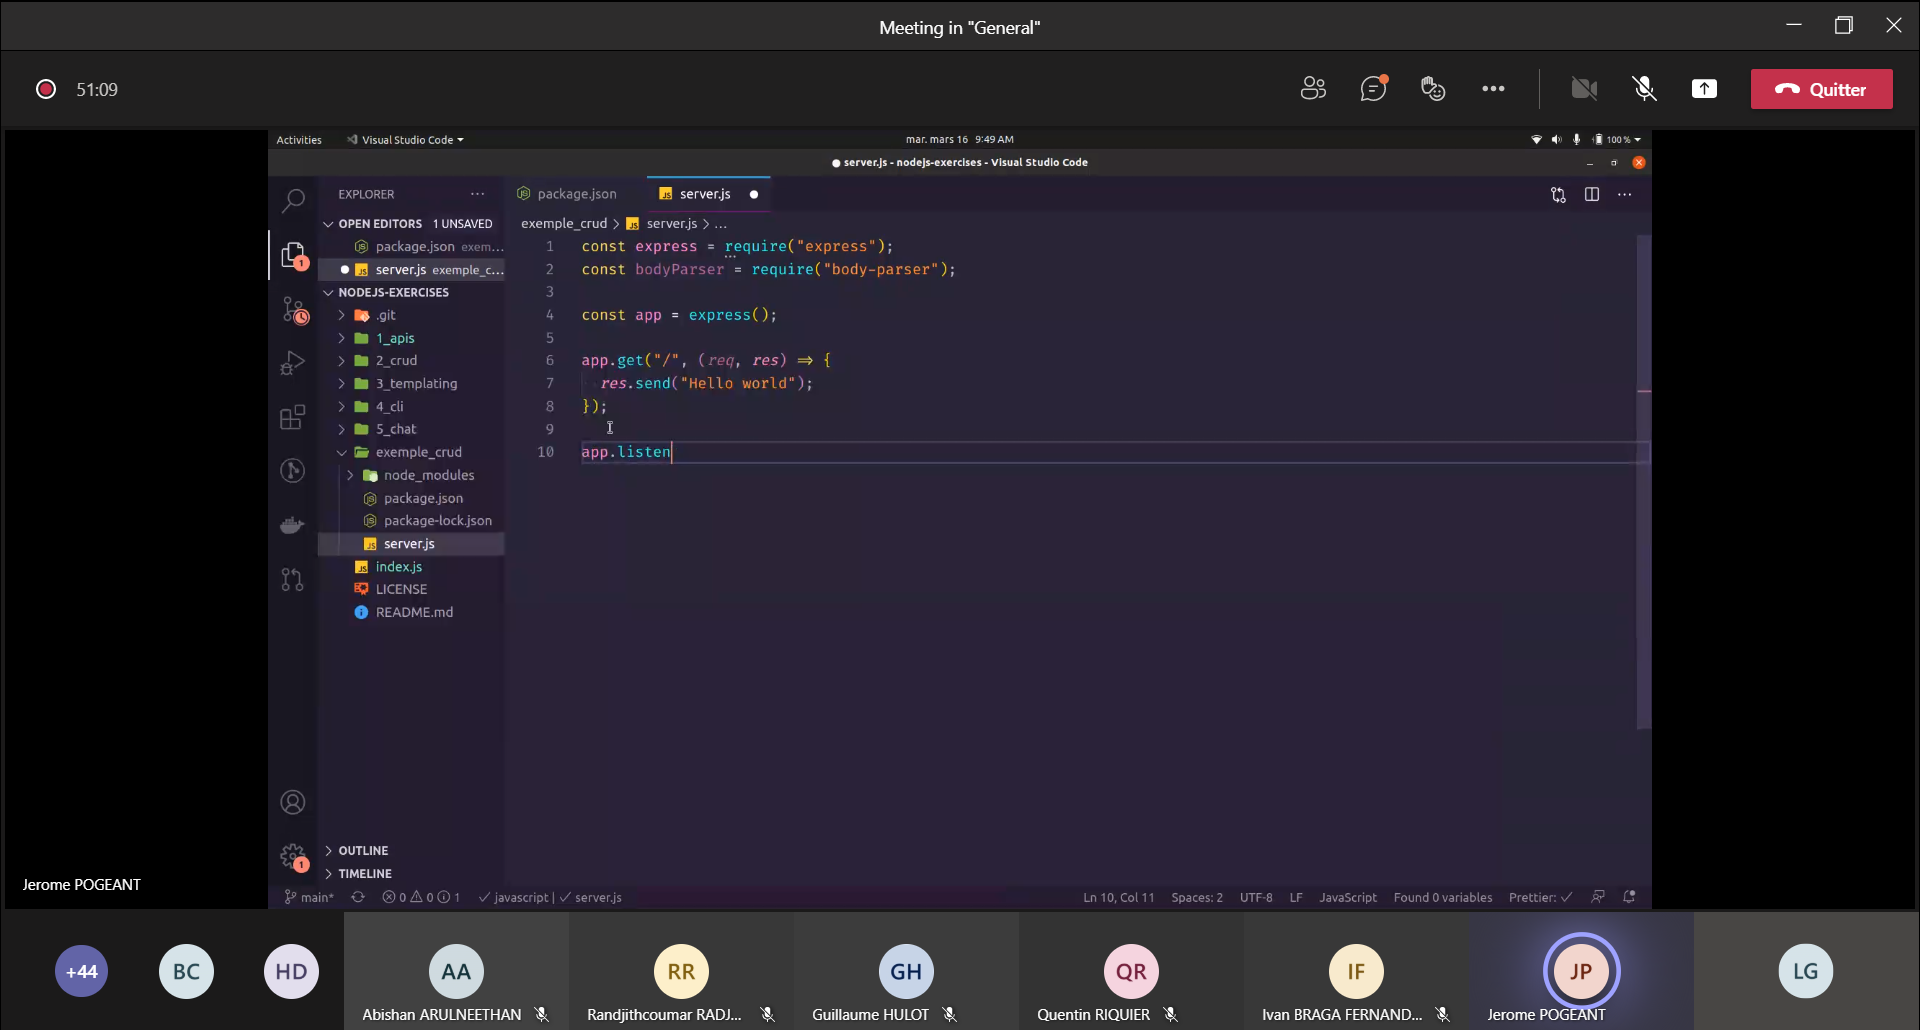 Meeting in "General"
51:09
Quitter
Activities
Visual Studio Code
mar. mars 16 9:49 AM
100 %
● server.js - nodejs-exercises - Visual Studio Code
EXPLORER
package.json
server.js
OPEN EDITORS 1 UNSAVED
exemple_crud > server.js > ...
package.json exem...
server.js exemple_c...
NODEJS-EXERCISES
.git
1_apis
2_crud
3_templating
4_cli
5_chat
exemple_crud
node_modules
package.json
package-lock.json
server.js
index.js
LICENSE
README.md
1
1
OUTLINE
TIMELINE
1 const express = require("express");
2 const bodyParser = require("body-parser");
3
4 const app = express();
5
6 app.get("/", (req, res) => {
7 res.send("Hello world");
8 });
9
10 app.listen
Jerome POGEANT
main*
0 0 1
javascript | server.js
Ln 10, Col 11
Spaces: 2
UTF-8
LF
JavaScript
Found 0 variables
Prettier:
+44
BC
HD
AA
RR
GH
QR
IF
JP
LG
Abishan ARULNEETHAN
Randjithcoumar RADJ...
Guillaume HULOT
Quentin RIQUIER
Ivan BRAGA FERNAND...
Jerome POGEANT